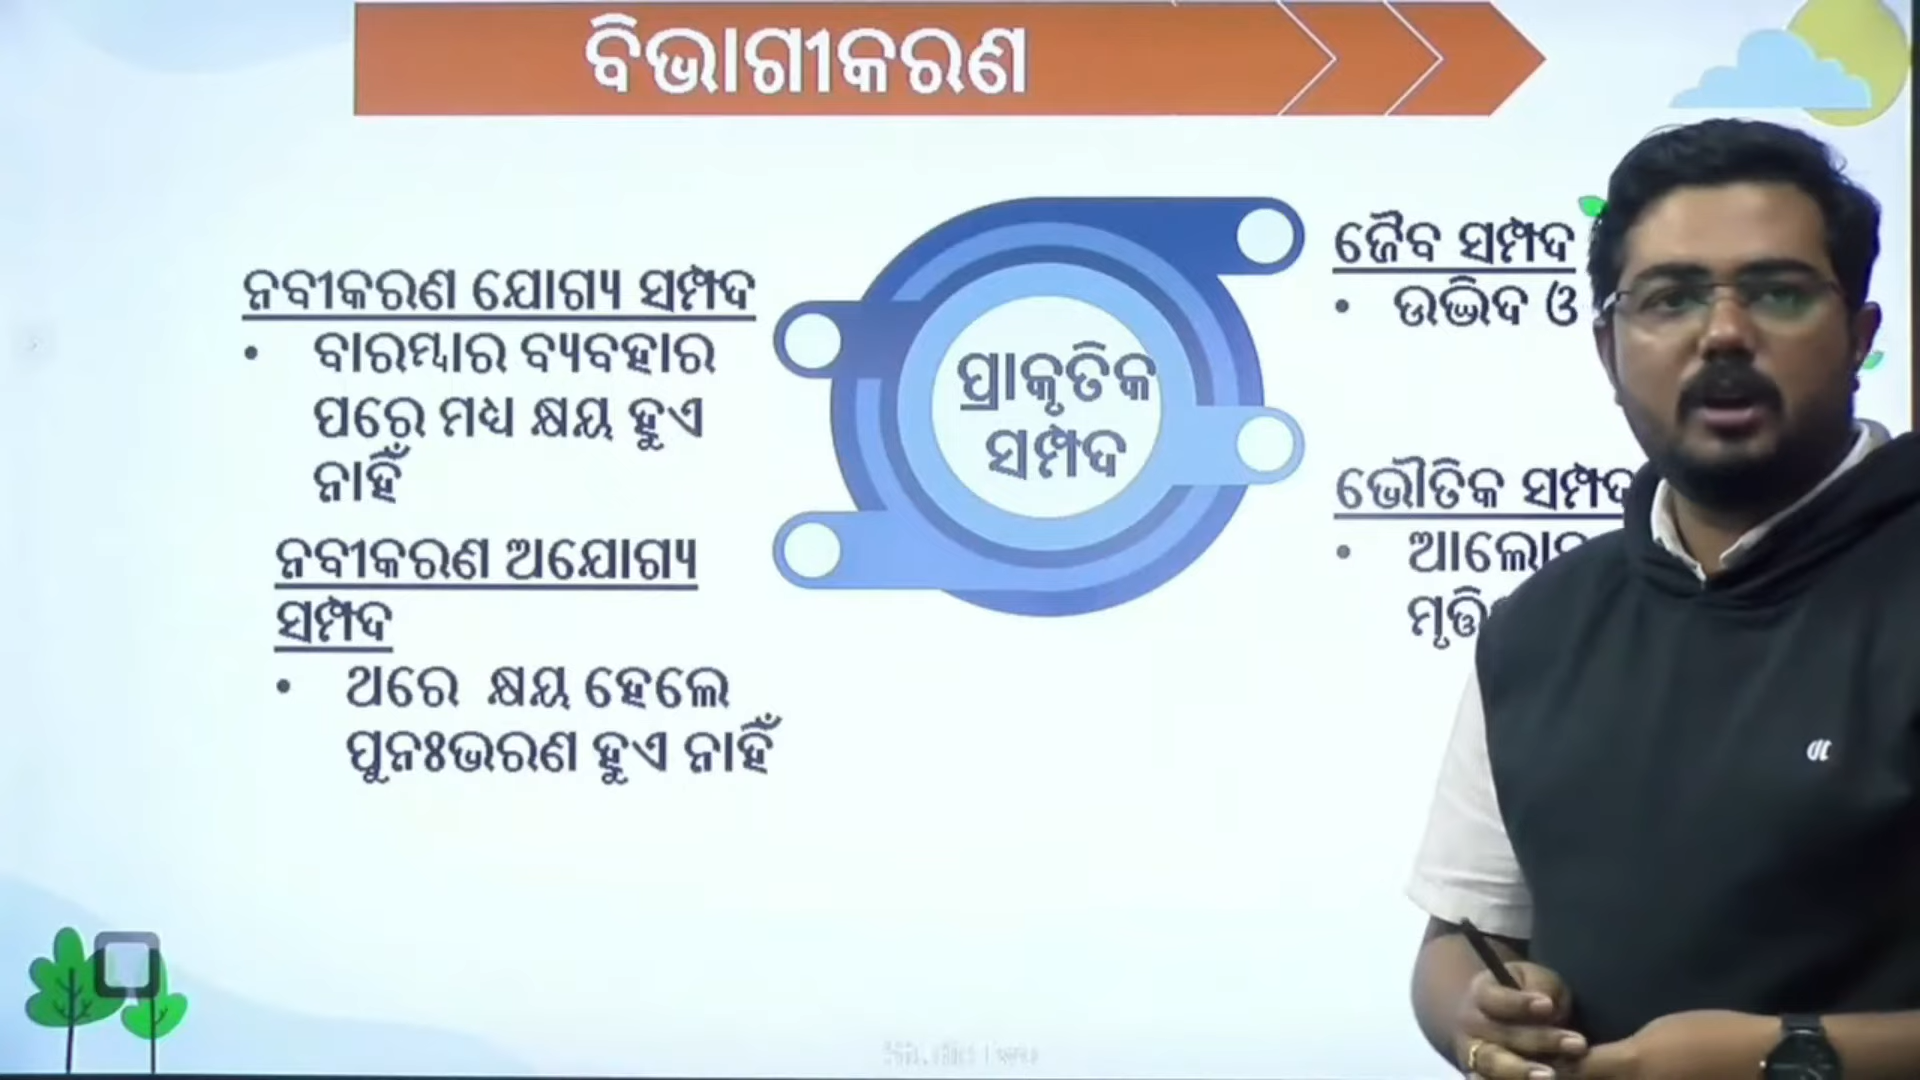 ବିଭାଗୀକରଣ
ନବୀକରଣ ଯୋଗ୍ୟ ସମ୍ପଦ
• ବାରମ୍ବାର ବ୍ୟବହାର
ପରେ ମଧ୍ୟ କ୍ଷୟ ହୁଏ
ନାହିଁ
ନବୀକରଣ ଅଯୋଗ୍ୟ
ସମ୍ପଦ
• ଥରେ କ୍ଷୟ ହେଲେ
ପୁନଃଭରଣ ହୁଏ ନାହିଁ
ପ୍ରାକୃତିକ
ସମ୍ପଦ
ଜୈବ ସମ୍ପଦ
• ଉଦ୍ଭିଦ ଓ
ଭୌତିକ ସମ୍ପଦ